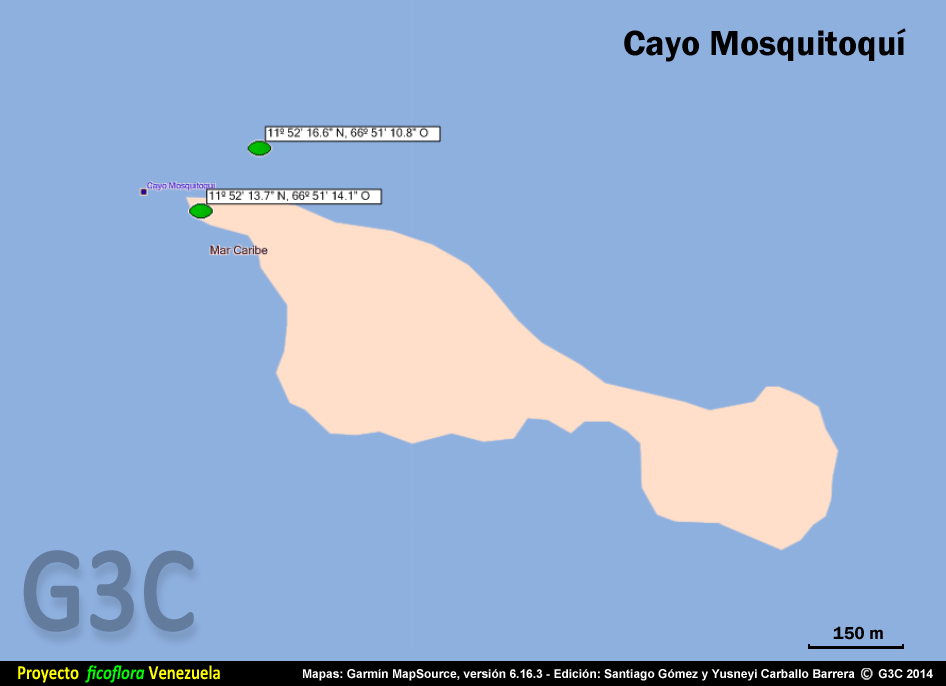 Cayo Mosquitoquí
11º 52' 16.6" N, 66º 51' 10.8" O
Cayo Mosquitoqui
11º 52' 13.7" N, 66º 51' 14.1" O
Mar Caribe
G3C
150 m
Proyecto ficoflora Venezuela
Mapas: Garmin MapSource, versión 6.16.3 - Edición: Santiago Gómez y Yusneyi Carballo Barrera © G3C 2014